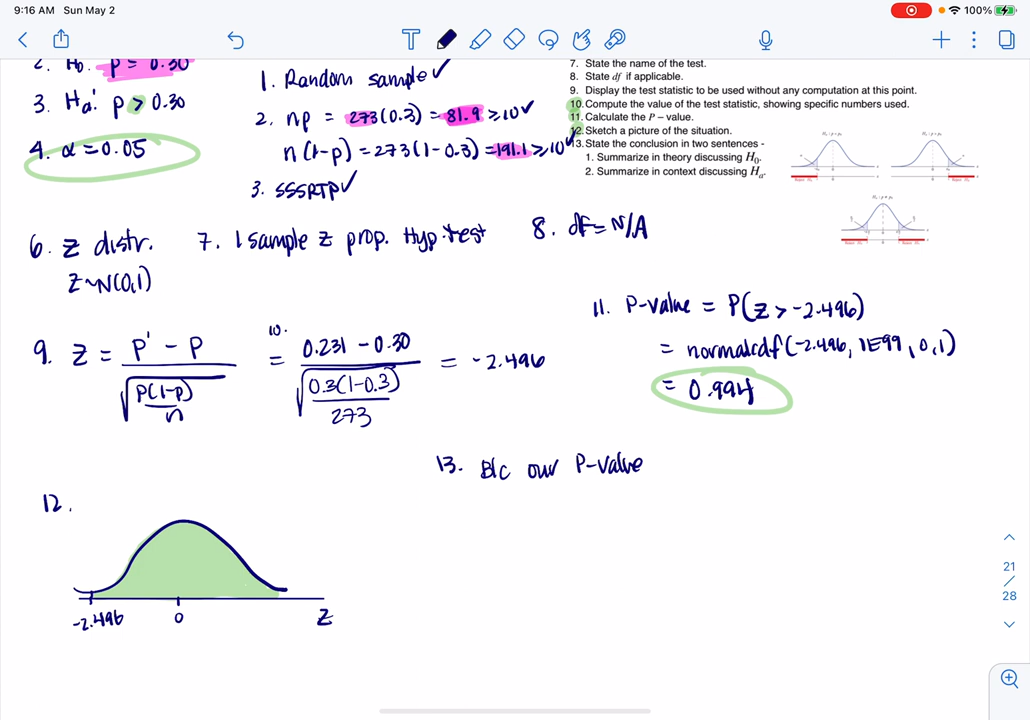 9:16 AM Sun May 2
100%
2. H₀: p = 0.30
3. Ha: p > 0.30
4. α = 0.05
1. Random sample ✓
2. np = 273(0.3) = 81.9 ≥ 10 ✓
n(1-p) = 273(1-0.3) = 191.1 ≥ 10 ✓
3. SSSRTP ✓
7. State the name of the test.
8. State df if applicable.
9. Display the test statistic to be used without any computation at this point.
10. Compute the value of the test statistic, showing specific numbers used.
11. Calculate the P – value.
12. Sketch a picture of the situation.
13. State the conclusion in two sentences -
1. Summarize in theory discussing H₀.
2. Summarize in context discussing Hₐ.
6. Z distr.
Z~N(0,1)
7. 1 sample Z prop. Hyp. test
8. df = N/A
9. Z = P' - P / √(P(1-P)/n)
10. = 0.231 - 0.30 / √(0.3(1-0.3)/273) = -2.496
11. P-value = P(Z > -2.496)
= normalcdf(-2.496, 1E99, 0, 1)
= 0.994
13. B/c our P-value
12.
-2.496 0 Z
21
/
28